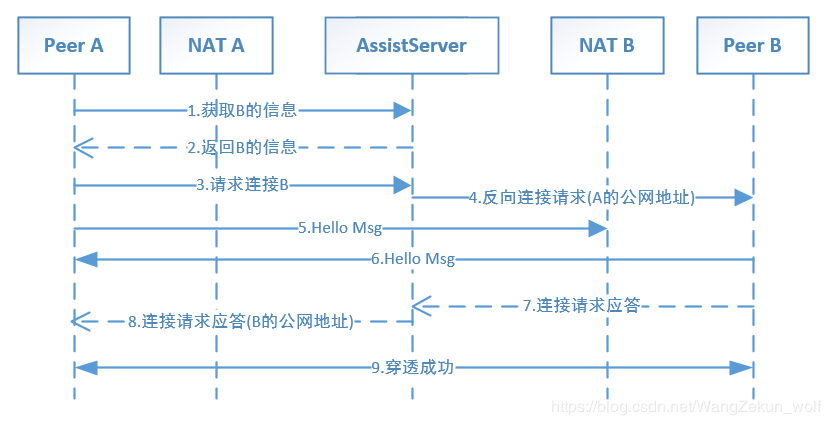 Peer A NAT A AssistServer NAT B Peer B
1.获取B的信息
2.返回B的信息
3.请求连接B
4.反向连接请求(A的公网地址)
5.Hello Msg
6.Hello Msg
7.连接请求应答
8.连接请求应答(B的公网地址)
9.穿透成功
https://blog.csdn.net/WangZekun_wolf